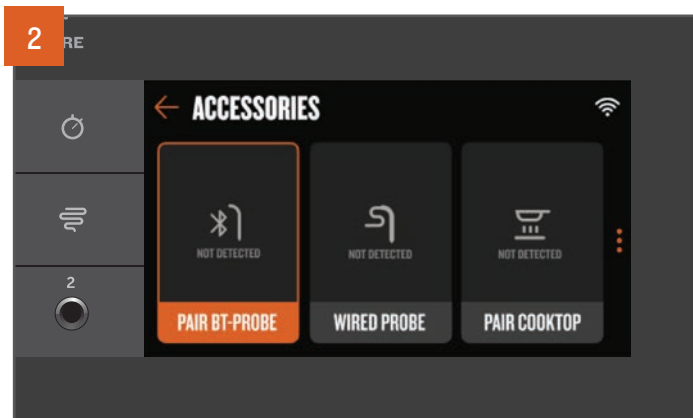 2
RE
ACCESSORIES
2
NOT DETECTED
NOT DETECTED
NOT DETECTED
PAIR BT-PROBE
WIRED PROBE
PAIR COOKTOP